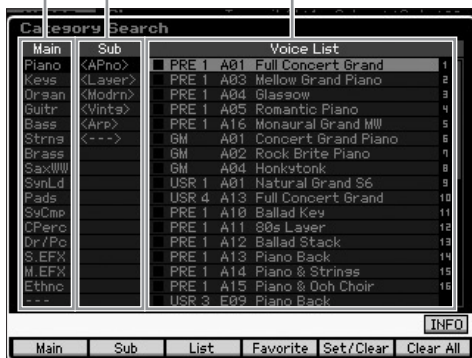 Category Search
Main
Piano
Keys
Organ
Guitr
Bass
Strng
Brass
SaxWW
SynLd
Pads
SyCmp
CPerc
Dr/Pc
S.EFX
M.EFX
Ethnc
---
Sub
<APno>
<Layer>
<Modrn>
<Vintg>
<Arp>
<--->
Voice List
PRE 1 A01 Full Concert Grand 1
PRE 1 A03 Mellow Grand Piano 2
PRE 1 A04 Glasgow 3
PRE 1 A05 Romantic Piano 4
PRE 1 A16 Monaural Grand MW 5
GM A01 Concert Grand Piano 6
GM A02 Rock Brite Piano 7
GM A04 Honkytonk 8
USR 1 A01 Natural Grand S6 9
USR 4 A13 Full Concert Grand 10
PRE 1 A10 Ballad Key 11
PRE 1 A11 80s Layer 12
PRE 1 A12 Ballad Stack 13
PRE 1 A13 Piano Back 14
PRE 1 A14 Piano & Strings 15
PRE 1 A15 Piano & Ooh Choir 16
USR 3 E09 Piano Back
INFO
Main Sub List Favorite Set/Clear Clear All